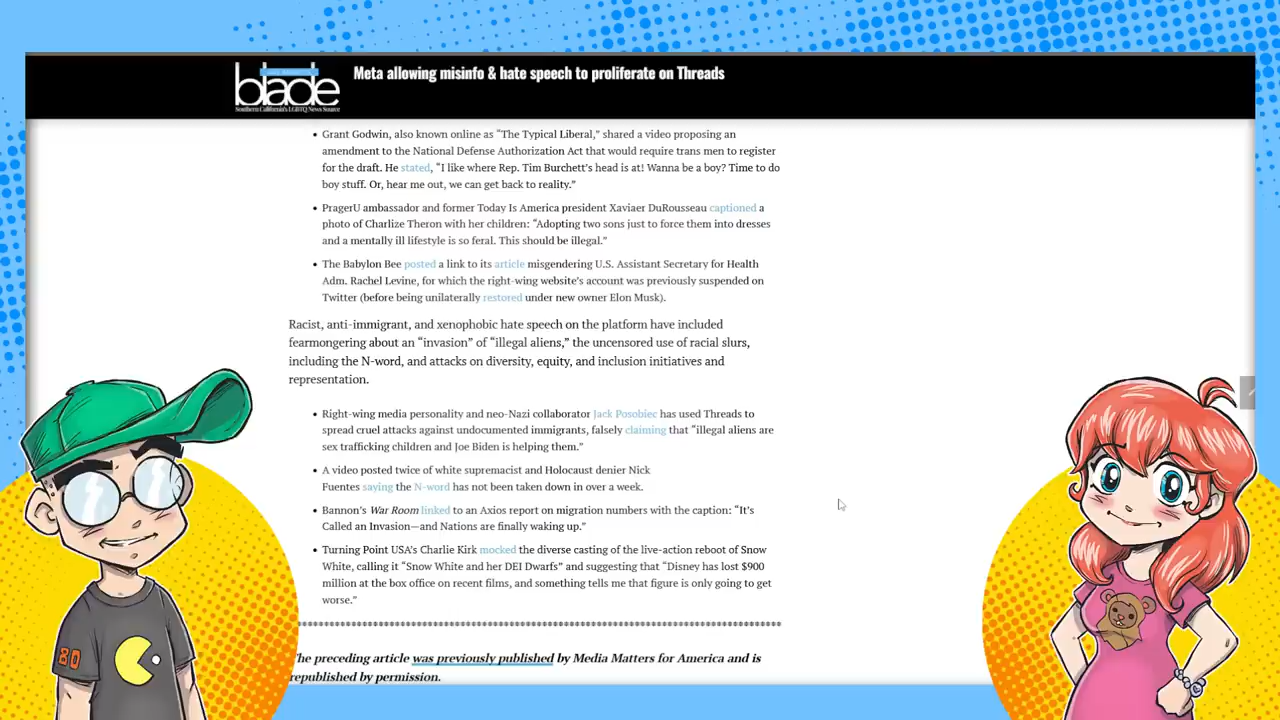 blade
Southern California's LGBTQ News Source
Meta allowing misinfo & hate speech to proliferate on Threads
• Grant Godwin, also known online as “The Typical Liberal,” shared a video proposing an
amendment to the National Defense Authorization Act that would require trans men to register
for the draft. He stated, “I like where Rep. Tim Burchett’s head is at! Wanna be a boy? Time to do
boy stuff. Or, hear me out, we can get back to reality.”
• PragerU ambassador and former Today Is America president Xaviaer DuRousseau captioned a
photo of Charlize Theron with her children: “Adopting two sons just to force them into dresses
and a mentally ill lifestyle is so feral. This should be illegal.”
• The Babylon Bee posted a link to its article misgendering U.S. Assistant Secretary for Health
Adm. Rachel Levine, for which the right-wing website’s account was previously suspended on
Twitter (before being unilaterally restored under new owner Elon Musk).
Racist, anti-immigrant, and xenophobic hate speech on the platform have included
fearmongering about an “invasion” of “illegal aliens,” the uncensored use of racial slurs,
including the N-word, and attacks on diversity, equity, and inclusion initiatives and
representation.
• Right-wing media personality and neo-Nazi collaborator Jack Posobiec has used Threads to
spread cruel attacks against undocumented immigrants, falsely claiming that “illegal aliens are
sex trafficking children and Joe Biden is helping them.”
• A video posted twice of white supremacist and Holocaust denier Nick
Fuentes saying the N-word has not been taken down in over a week.
• Bannon’s War Room linked to an Axios report on migration numbers with the caption: “It’s
Called an Invasion—and Nations are finally waking up.”
• Turning Point USA’s Charlie Kirk mocked the diverse casting of the live-action reboot of Snow
White, calling it “Snow White and her DEI Dwarfs” and suggesting that “Disney has lost $900
million at the box office on recent films, and something tells me that figure is only going to get
worse.”
The preceding article was previously published by Media Matters for America and is
republished by permission.
80